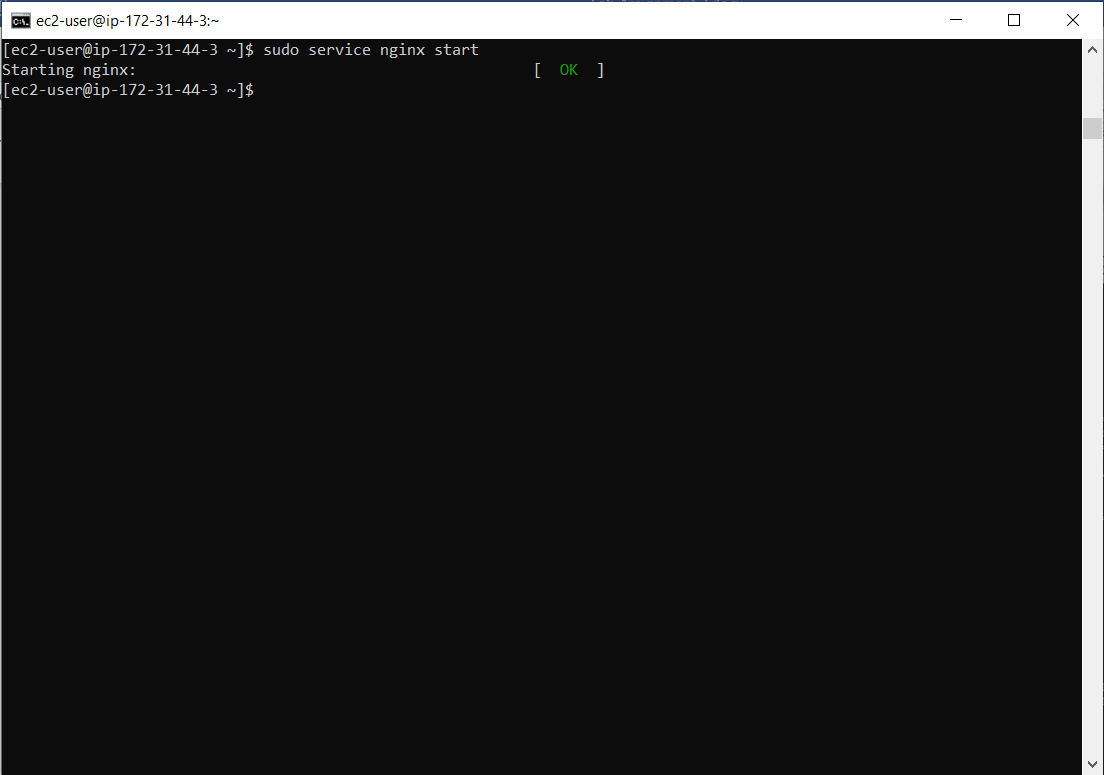 ec2-user@ip-172-31-44-3:~
[ec2-user@ip-172-31-44-3 ~]$ sudo service nginx start
Starting nginx: [ OK ]
[ec2-user@ip-172-31-44-3 ~]$